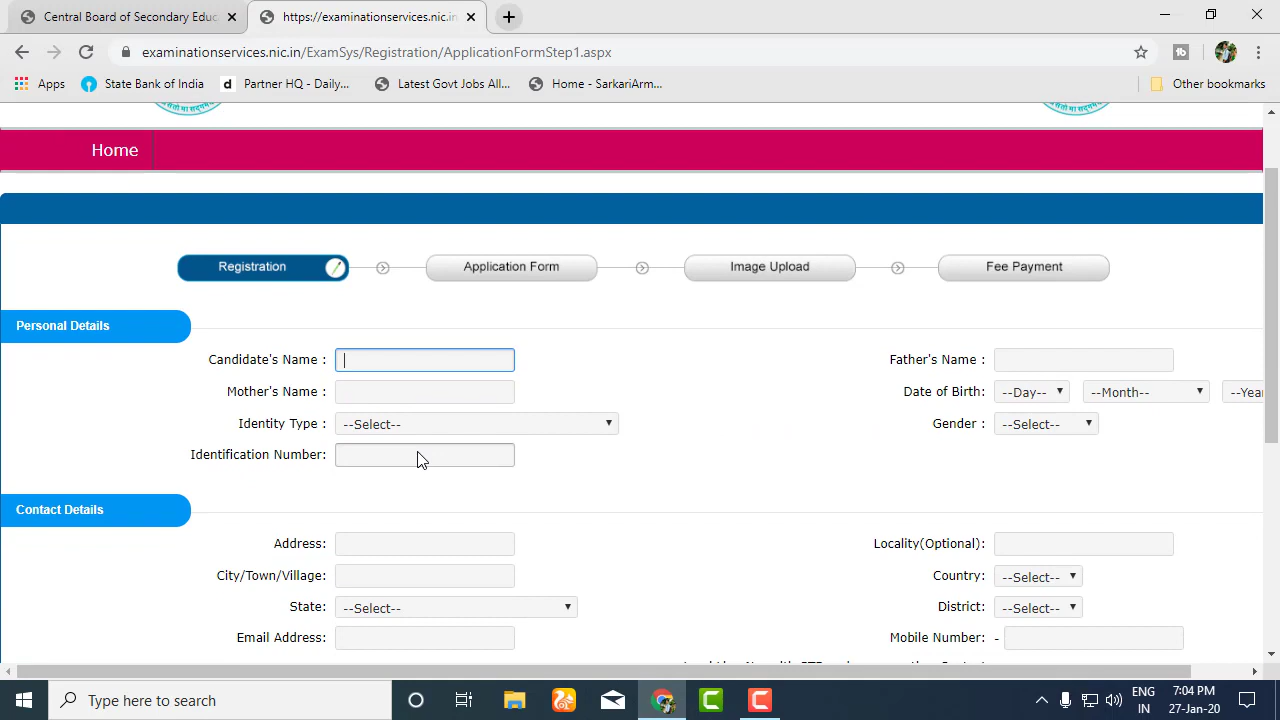 Central Board of Secondary Educ
https://examinationservices.nic.in
examinationservices.nic.in/ExamSys/Registration/ApplicationFormStep1.aspx
tb
Apps
State Bank of India
d Partner HQ - Daily...
Latest Govt Jobs All...
Home - SarkariArm...
Other bookmarks
Home
Registration
Application Form
Image Upload
Fee Payment
Personal Details
Candidate's Name :
Father's Name :
Mother's Name :
Date of Birth: --Day-- --Month-- --Year
Identity Type : --Select--
Gender : --Select--
Identification Number:
Contact Details
Address:
Locality(Optional):
City/Town/Village:
Country: --Select--
State: --Select--
District: --Select--
Email Address:
Mobile Number: -
Type here to search
ENG
IN
7:04 PM
27-Jan-20